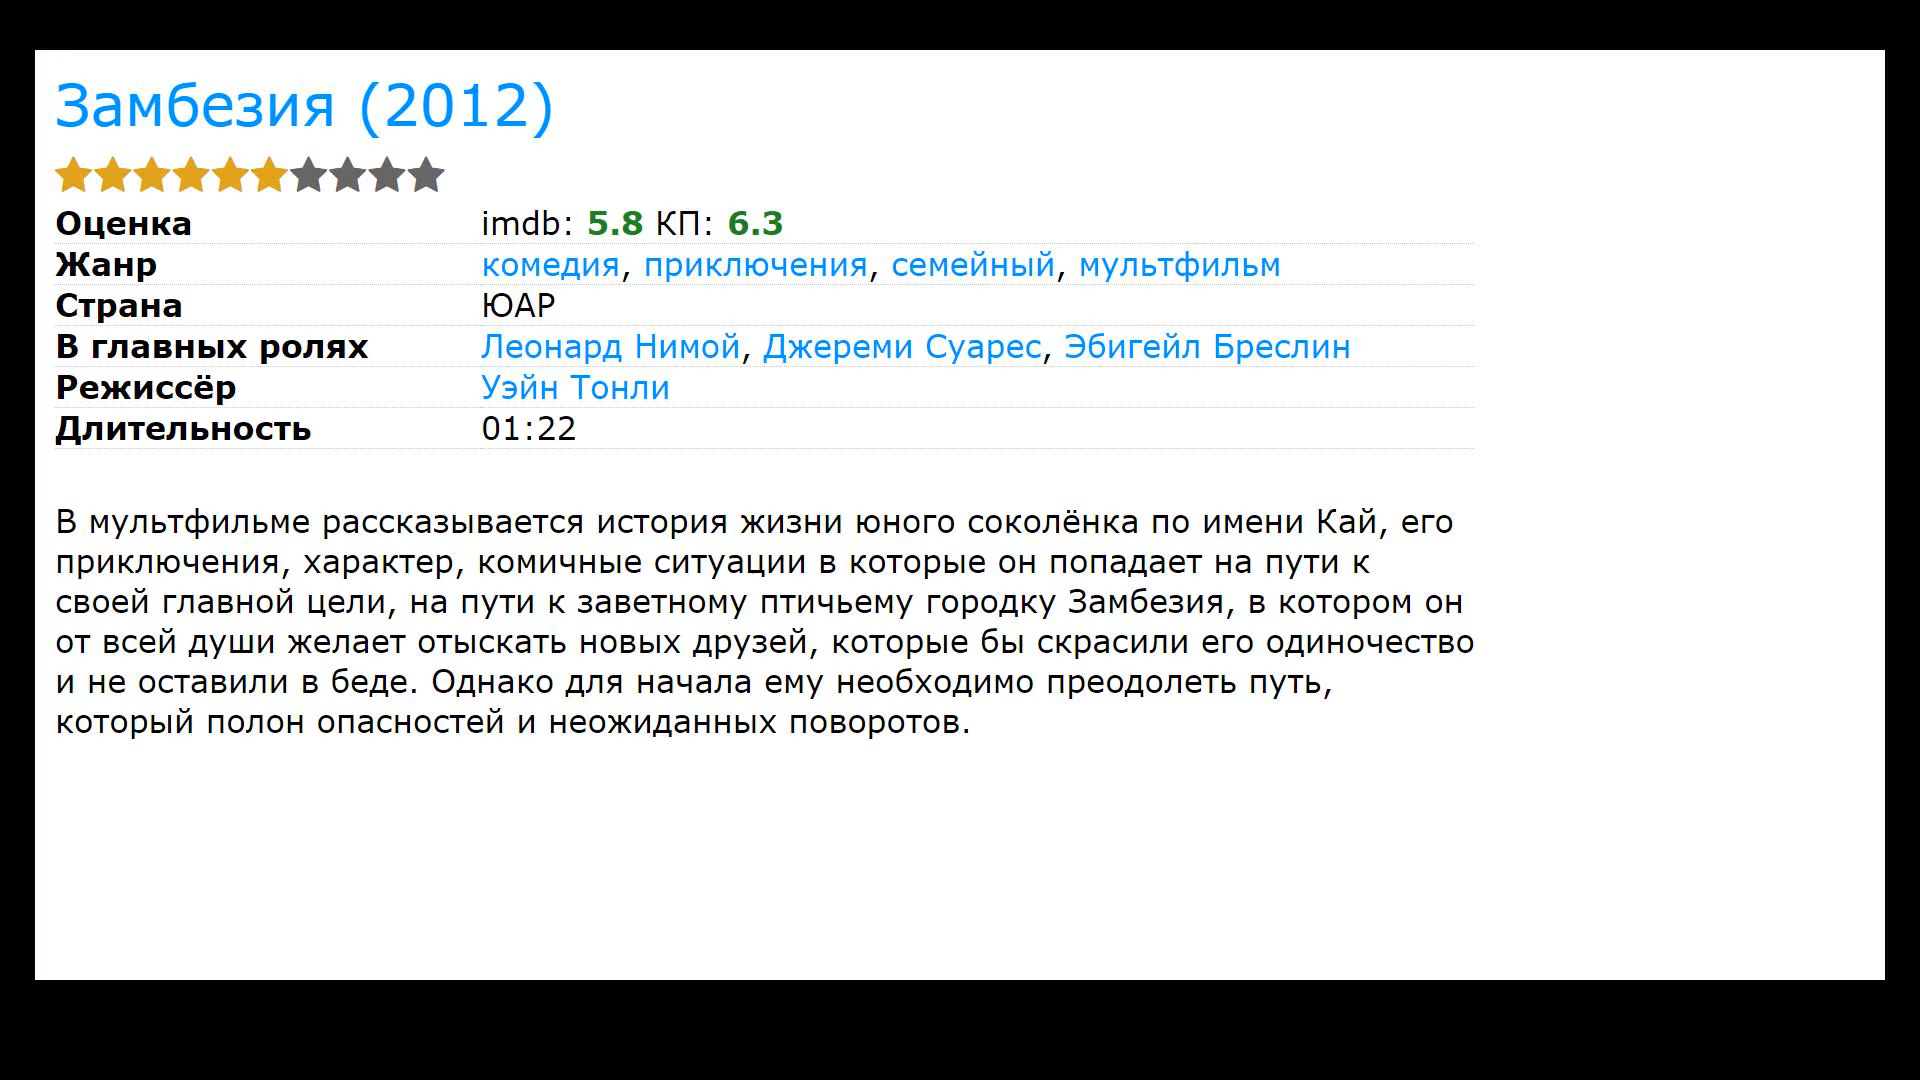 Замбезия (2012)
Оценка imdb: 5.8 КП: 6.3
Жанр комедия, приключения, семейный, мультфильм
Страна ЮАР
В главных ролях Леонард Нимой, Джереми Суарес, Эбигейл Бреслин
Режиссёр Уэйн Тонли
Длительность 01:22
В мультфильме рассказывается история жизни юного соколёнка по имени Кай, его
приключения, характер, комичные ситуации в которые он попадает на пути к
своей главной цели, на пути к заветному птичьему городку Замбезия, в котором он
от всей души желает отыскать новых друзей, которые бы скрасили его одиночество
и не оставили в беде. Однако для начала ему необходимо преодолеть путь,
который полон опасностей и неожиданных поворотов.